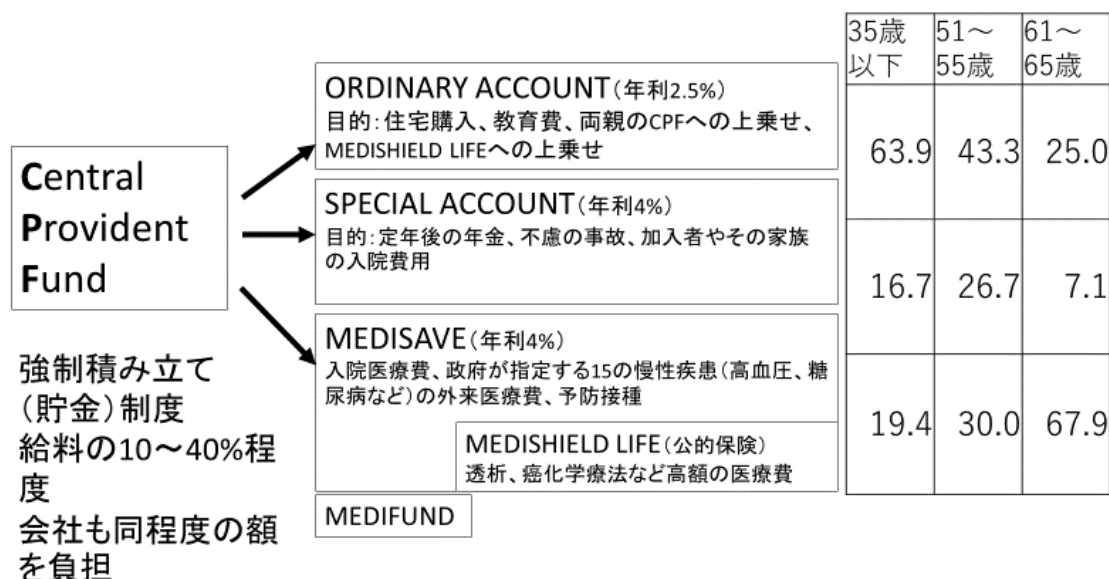 Central
Provident
Fund
強制積み立て
（貯金）制度
給料の10～40%程
度
会社も同程度の額
を負担
ORDINARY ACCOUNT（年利2.5%）
目的：住宅購入、教育費、両親のCPFへの上乗せ、
MEDISHIELD LIFEへの上乗せ
SPECIAL ACCOUNT（年利4%）
目的：定年後の年金、不慮の事故、加入者やその家族
の入院費用
MEDISAVE（年利4%）
入院医療費、政府が指定する15の慢性疾患（高血圧、糖
尿病など）の外来医療費、予防接種
MEDISHIELD LIFE（公的保険）
透析、癌化学療法など高額の医療費
MEDIFUND
35歳 51～ 61～
以下 55歳 65歳
63.9 43.3 25.0
16.7 26.7 7.1
19.4 30.0 67.9